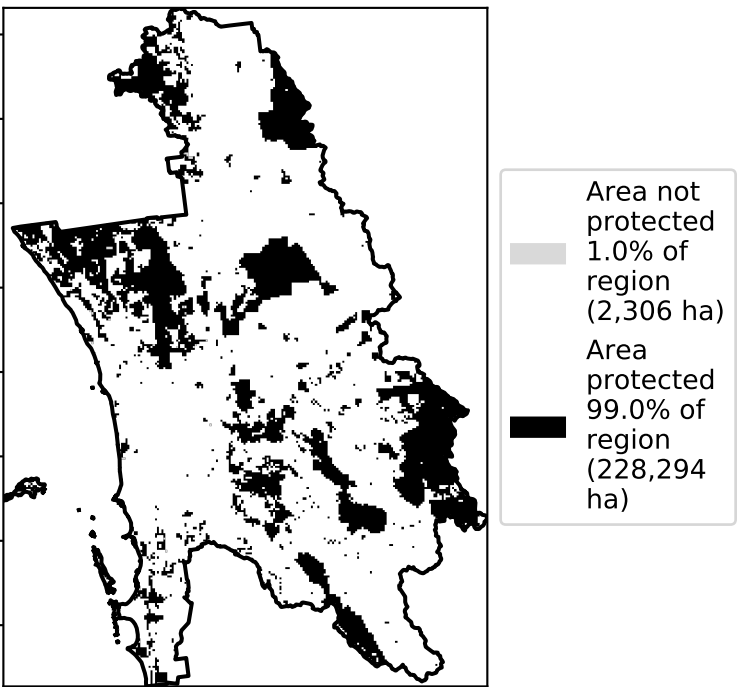 Area not
protected
1.0% of
region
(2,306 ha)
Area
protected
99.0% of
region
(228,294
ha)